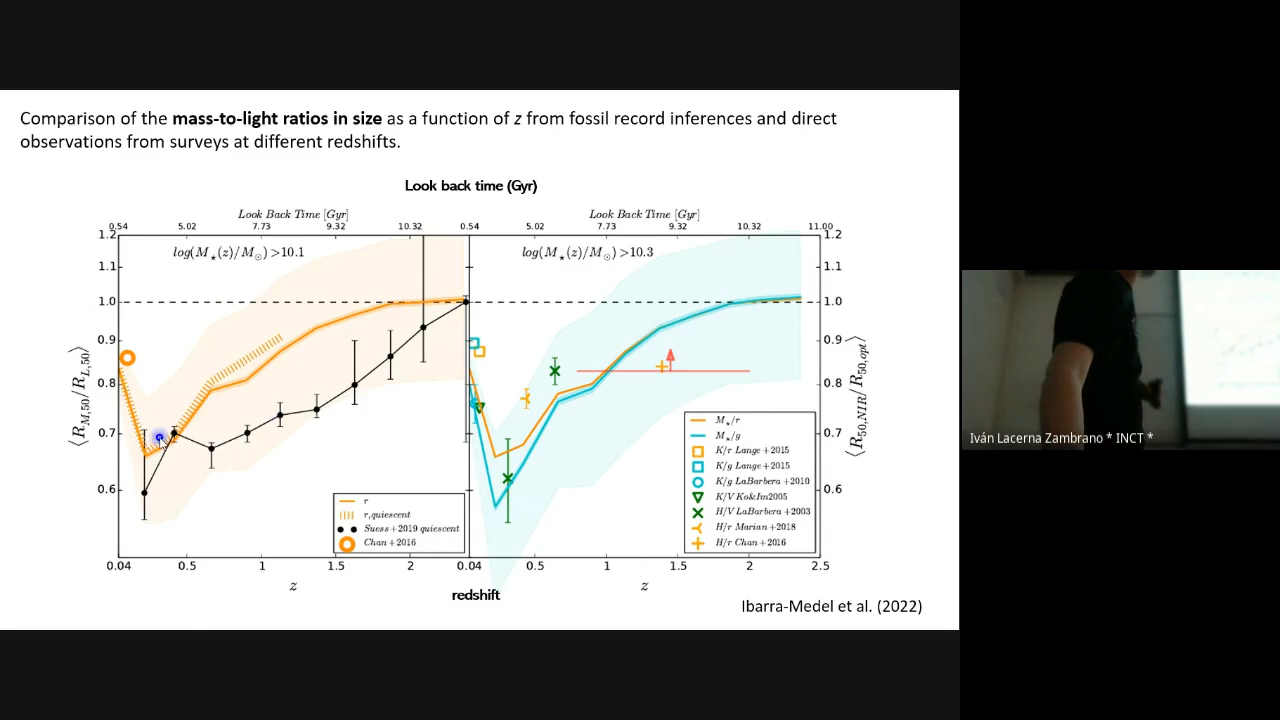 Comparison of the mass-to-light ratios in size as a function of z from fossil record inferences and direct
observations from surveys at different redshifts.
Look back time (Gyr)
Look Back Time [Gyr]
0.54 5.02 7.73 9.32 10.32
Look Back Time [Gyr]
0.54 5.02 7.73 9.32 10.32 11.00
log(M⋆(z)/M⊙)>10.1
log(M⋆(z)/M⊙)>10.3
1.2
1.1
1.0
0.9
0.8
0.7
0.6
⟨R_M,50/R_L,50⟩
1.2
1.1
1.0
0.9
0.8
0.7
0.6
⟨R_50,NIR/R_50,opt⟩
r
r,quiescent
Suess+2019 quiescent
Chan+2016
M⋆/r
M⋆/g
K/r Lange+2015
K/g Lange+2015
K/g LaBarbera+2010
K/V Ko&Im2005
H/V LaBarbera+2003
H/r Marian+2018
H/r Chan+2016
0.04 0.5 1 1.5 2
0.04 0.5 1 1.5 2 2.5
z
z
redshift
Ibarra-Medel et al. (2022)
Iván Lacerna Zambrano * INCT *